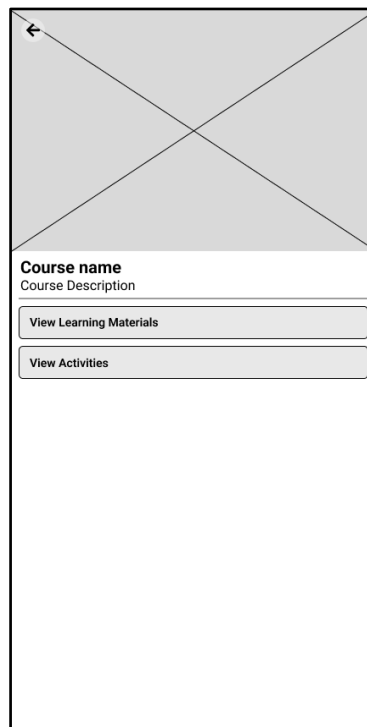 Course name
Course Description
View Learning Materials
View Activities